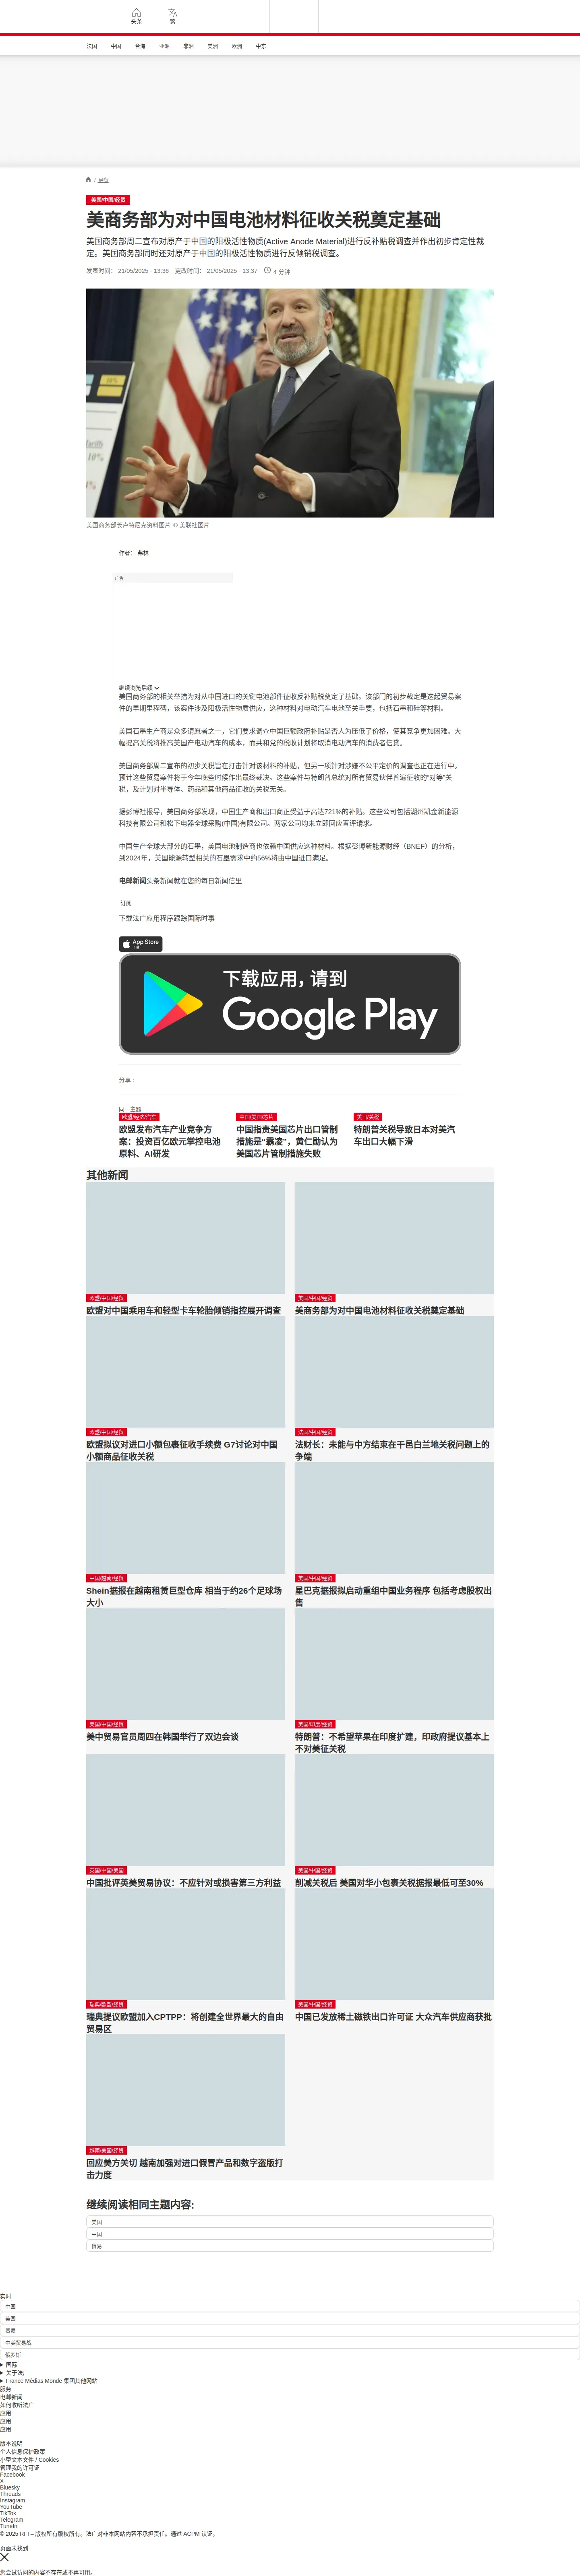 头条
繁
法国
中国
台海
亚洲
非洲
美洲
欧洲
中东
/ 经贸
美国/中国/经贸
美商务部为对中国电池材料征收关税奠定基础
美国商务部周二宣布对原产于中国的阳极活性物质(Active Anode Material)进行反补贴税调查并作出初步肯定性裁
定。美国商务部同时还对原产于中国的阳极活性物质进行反倾销税调查。
发表时间： 21/05/2025 - 13:36 更改时间： 21/05/2025 - 13:37 4 分钟
美国商务部长卢特尼克资料图片 © 美联社图片
作者： 弗林
广告
继续浏览后续
美国商务部的相关举措为对从中国进口的关键电池部件征收反补贴税奠定了基础。该部门的初步裁定是这起贸易案
件的早期里程碑，该案件涉及阳极活性物质供应，这种材料对电动汽车电池至关重要，包括石墨和硅等材料。
美国石墨生产商是众多请愿者之一，它们要求调查中国巨额政府补贴是否人为压低了价格，使其竞争更加困难。大
幅提高关税将推高美国产电动汽车的成本，而共和党的税收计划将取消电动汽车的消费者信贷。
美国商务部周二宣布的初步关税旨在打击针对该材料的补贴，但另一项针对涉嫌不公平定价的调查也正在进行中。
预计这些贸易案件将于今年晚些时候作出最终裁决。这些案件与特朗普总统对所有贸易伙伴普遍征收的“对等”关
税，及计划对半导体、药品和其他商品征收的关税无关。
据彭博社报导，美国商务部发现，中国生产商和出口商正受益于高达721%的补贴。这些公司包括湖州凯金新能源
科技有限公司和松下电器全球采购(中国)有限公司。两家公司均未立即回应置评请求。
中国生产全球大部分的石墨，美国电池制造商也依赖中国供应这种材料。根据彭博新能源财经（BNEF）的分析，
到2024年，美国能源转型相关的石墨需求中约56%将由中国进口满足。
电邮新闻头条新闻就在您的每日新闻信里
订阅
下载法广应用程序跟踪国际时事
App Store
下载
下载应用，请到
Google Play
分享 :
同一主题
欧盟/经济/汽车
欧盟发布汽车产业竞争方
案：投资百亿欧元掌控电池
原料、AI研发
中国/美国/芯片
中国指责美国芯片出口管制
措施是“霸凌”，黄仁勋认为
美国芯片管制措施失败
美日/关税
特朗普关税导致日本对美汽
车出口大幅下滑
其他新闻
欧盟/中国/经贸
欧盟对中国乘用车和轻型卡车轮胎倾销指控展开调查
美国/中国/经贸
美商务部为对中国电池材料征收关税奠定基础
欧盟/中国/经贸
欧盟拟议对进口小额包裹征收手续费 G7讨论对中国
小额商品征收关税
法国/中国/经贸
法财长：未能与中方结束在干邑白兰地关税问题上的
争端
中国/越南/经贸
Shein据报在越南租赁巨型仓库 相当于约26个足球场
大小
美国/中国/经贸
星巴克据报拟启动重组中国业务程序 包括考虑股权出
售
美国/中国/经贸
美中贸易官员周四在韩国举行了双边会谈
美国/印度/经贸
特朗普：不希望苹果在印度扩建，印政府提议基本上
不对美征关税
英国/中国/美国
中国批评英美贸易协议：不应针对或损害第三方利益
美国/中国/经贸
削减关税后 美国对华小包裹关税据报最低可至30%
瑞典/欧盟/经贸
瑞典提议欧盟加入CPTPP：将创建全世界最大的自由
贸易区
美国/中国/经贸
中国已发放稀土磁铁出口许可证 大众汽车供应商获批
越南/美国/经贸
回应美方关切 越南加强对进口假冒产品和数字盗版打
击力度
继续阅读相同主题内容:
美国
中国
贸易
实时
中国
美国
贸易
中美贸易战
俄罗斯
国际
关于法广
France Médias Monde 集团其他网站
服务
电邮新闻
如何收听法广
应用
应用
应用
版本说明
个人信息保护政策
小型文本文件 / Cookies
管理我的许可证
Facebook
X
Bluesky
Threads
Instagram
YouTube
TikTok
Telegram
TuneIn
© 2025 RFI – 版权所有版权所有。法广对非本网站内容不承担责任。通过 ACPM 认证。
页面未找到
您尝试访问的内容不存在或不再可用。